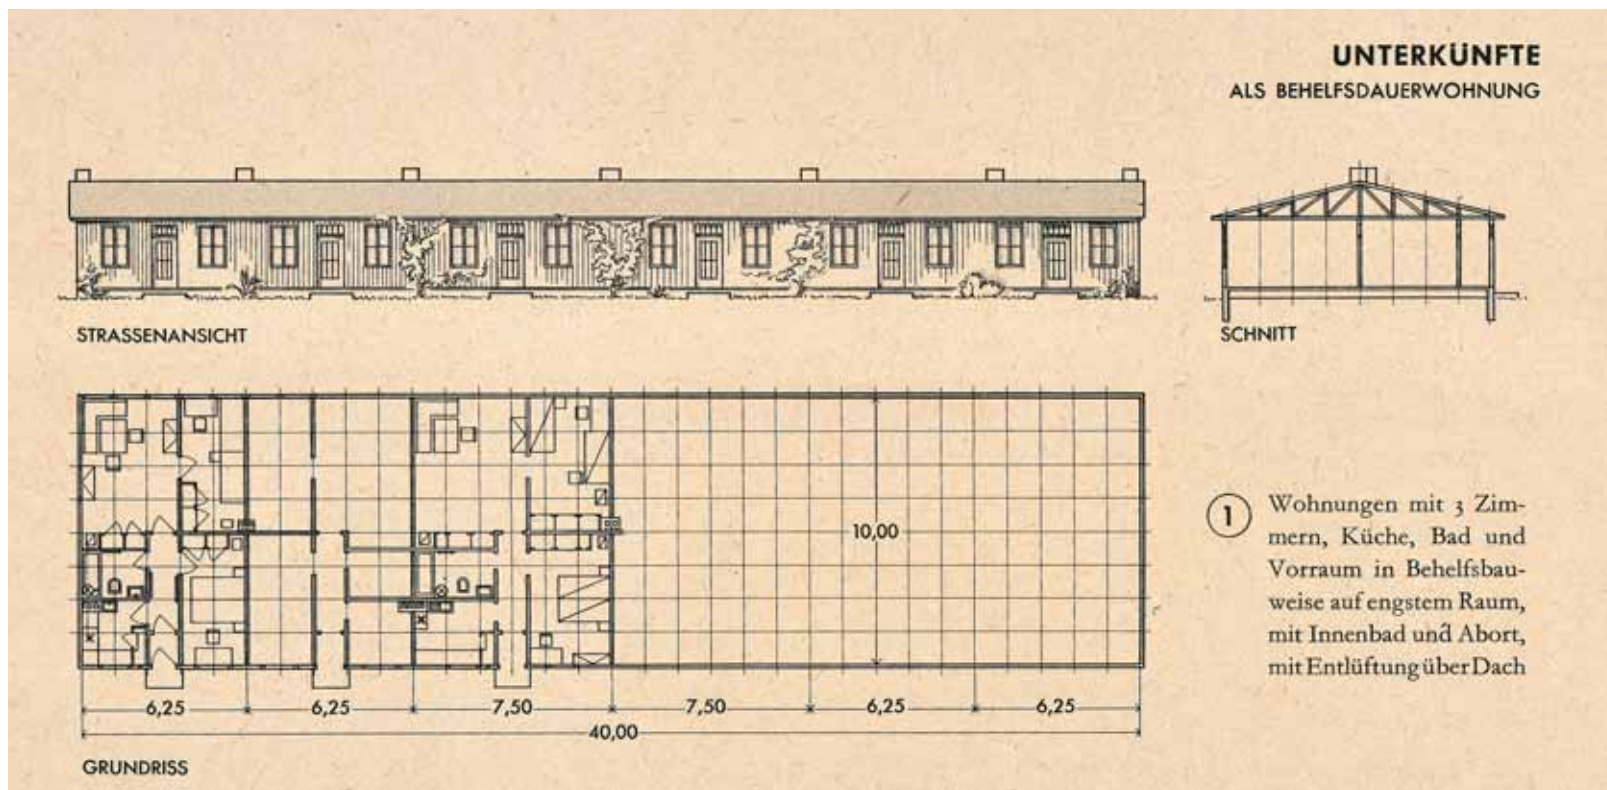 UNTERKÜNFTE
ALS BEHELFSDAUERWOHNUNG
STRASSENANSICHT
SCHNITT
10,00
1
Wohnungen mit 3 Zim-
mern, Küche, Bad und
Vorraum in Behelfsbau-
weise auf engstem Raum,
mit Innenbad und Abort,
mit Entlüftung über Dach
6,25 6,25 7,50 7,50 6,25 6,25
40,00
GRUNDRISS